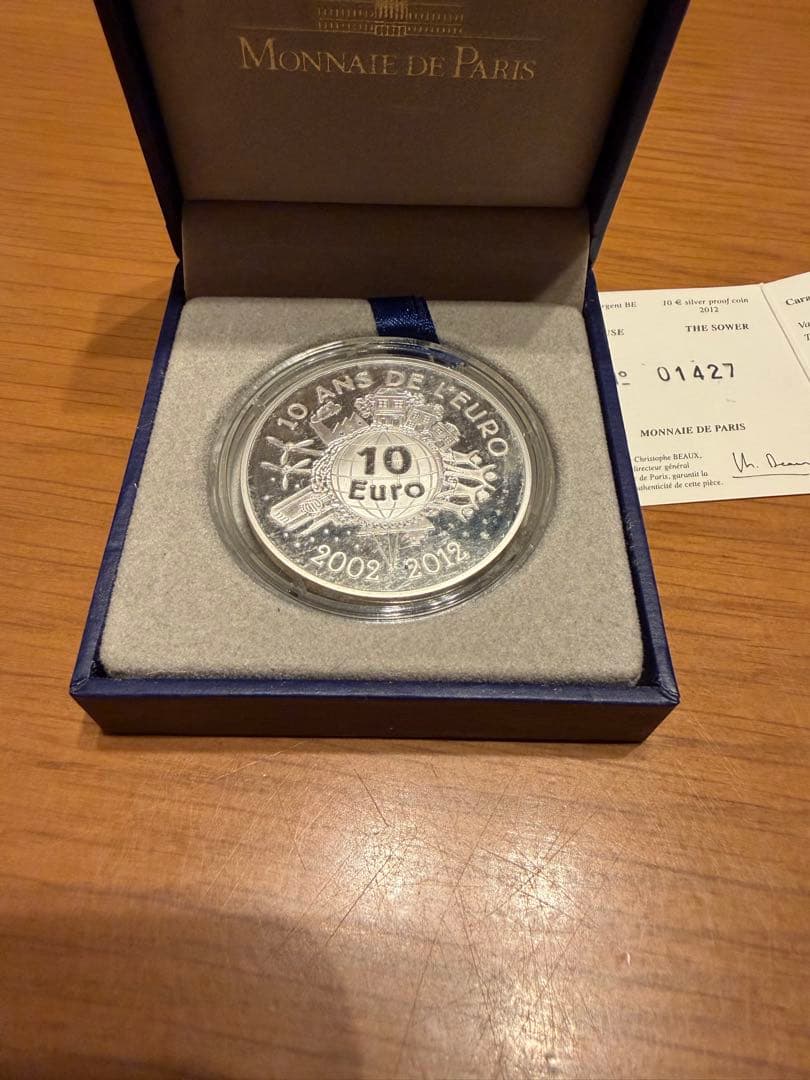 MONNAIE DE PARIS
10 ANS DE L'EURO
10
Euro
2002 2012
10 € silver proof coin
2012
THE SOWER
01427
MONNAIE DE PARIS
Christophe BEAUX,
directeur général
de Paris, garantit la
authenticité de cette pièce.